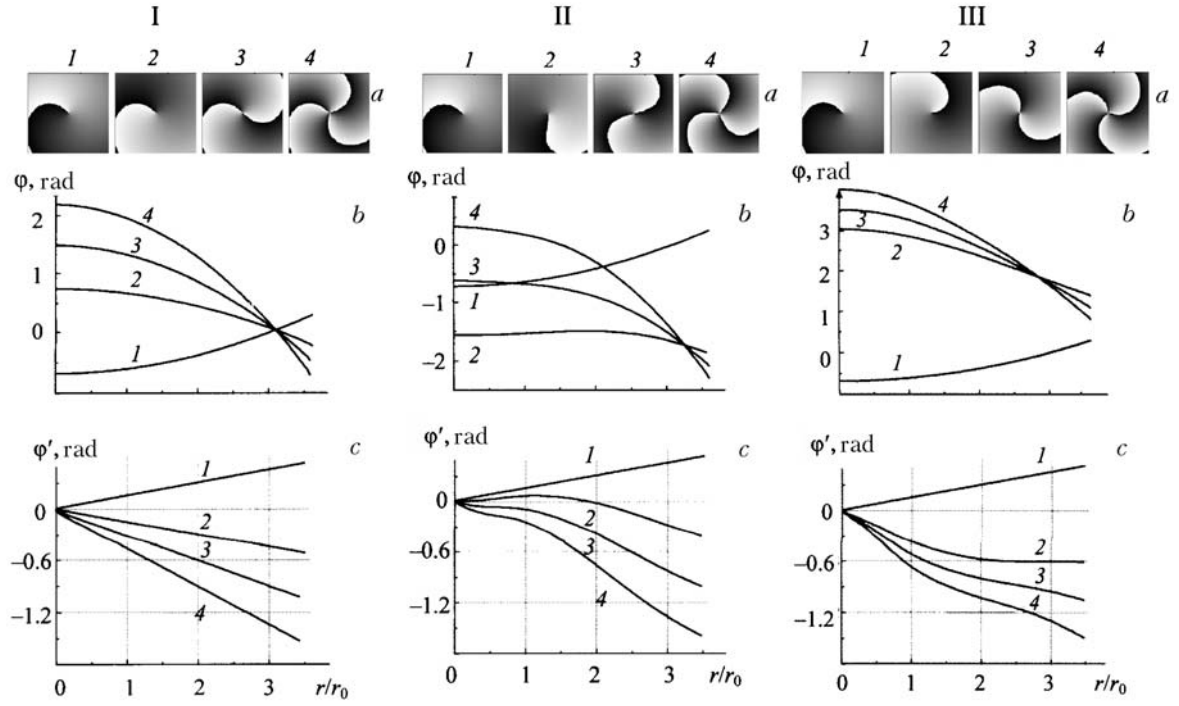 I II III
1 2 3 4 a 1 2 3 4 a 1 2 3 4 a
φ, rad φ, rad φ, rad
b b b
2 1 0
4 3 2 1
0 −1 −2
4 3 1 2
3 2 1 0
4 3 2 1
φ′, rad c φ′, rad c φ′, rad c
0 −0.6 −1.2
1 2 3 4
0 −0.6 −1.2
1 2 3 4
0 −0.6 −1.2
1 2 3 4
0 1 2 3 r/r0 0 1 2 3 r/r0 0 1 2 3 r/r0